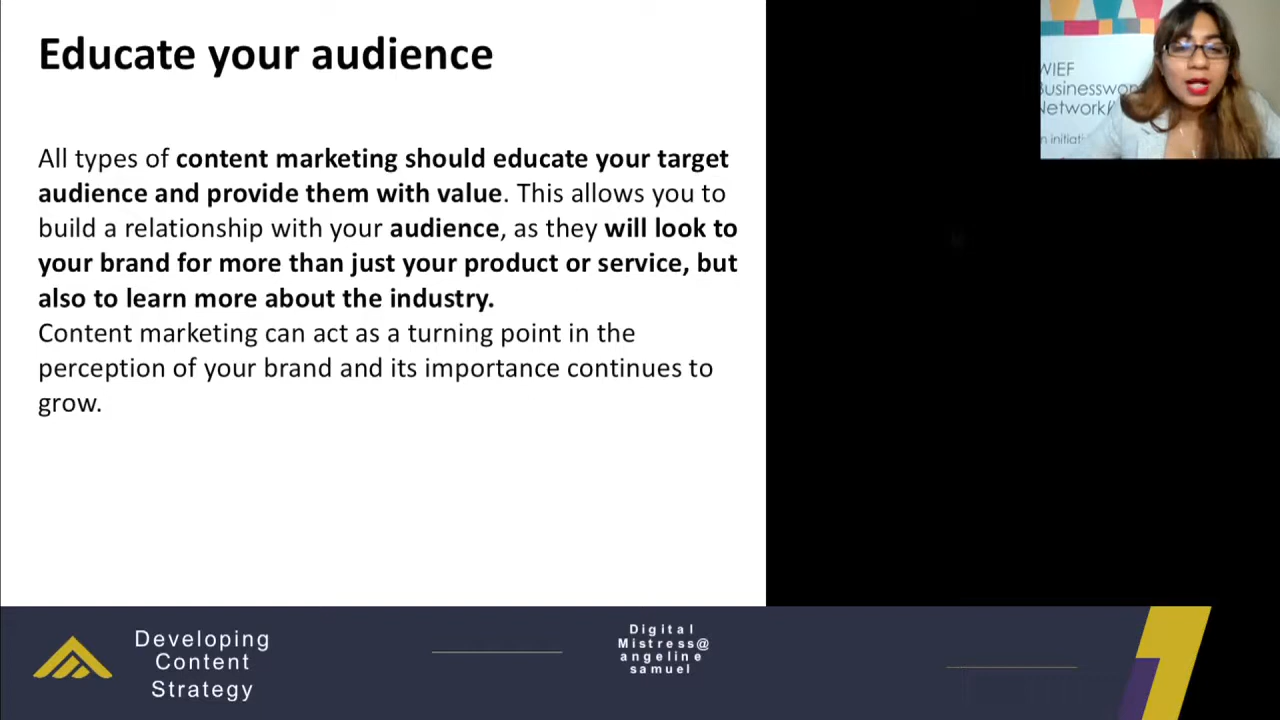 Educate your audience
All types of content marketing should educate your target
audience and provide them with value. This allows you to
build a relationship with your audience, as they will look to
your brand for more than just your product or service, but
also to learn more about the industry.
Content marketing can act as a turning point in the
perception of your brand and its importance continues to
grow.
WIEF
Network
Developing
Content
Strategy
Digital
Mistress@
angeline
samuel